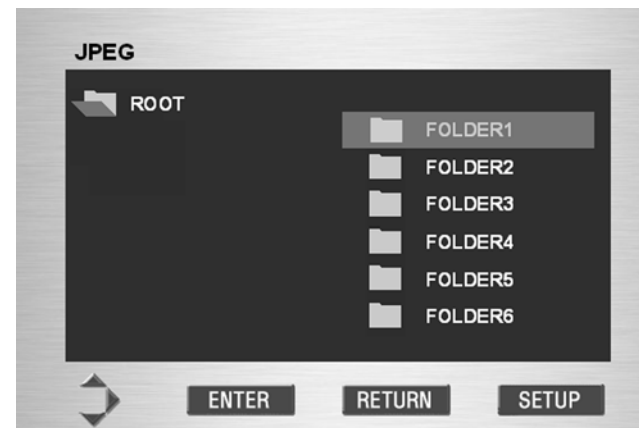 JPEG
ROOT
FOLDER1
FOLDER2
FOLDER3
FOLDER4
FOLDER5
FOLDER6
ENTER RETURN SETUP